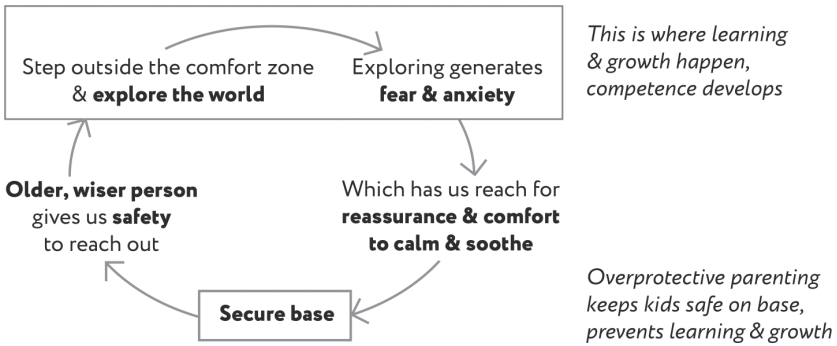 Step outside the comfort zone
& explore the world
Exploring generates
fear & anxiety
This is where learning
& growth happen,
competence develops
Older, wiser person
gives us safety
to reach out
Which has us reach for
reassurance & comfort
to calm & soothe
Secure base
Overprotective parenting
keeps kids safe on base,
prevents learning & growth